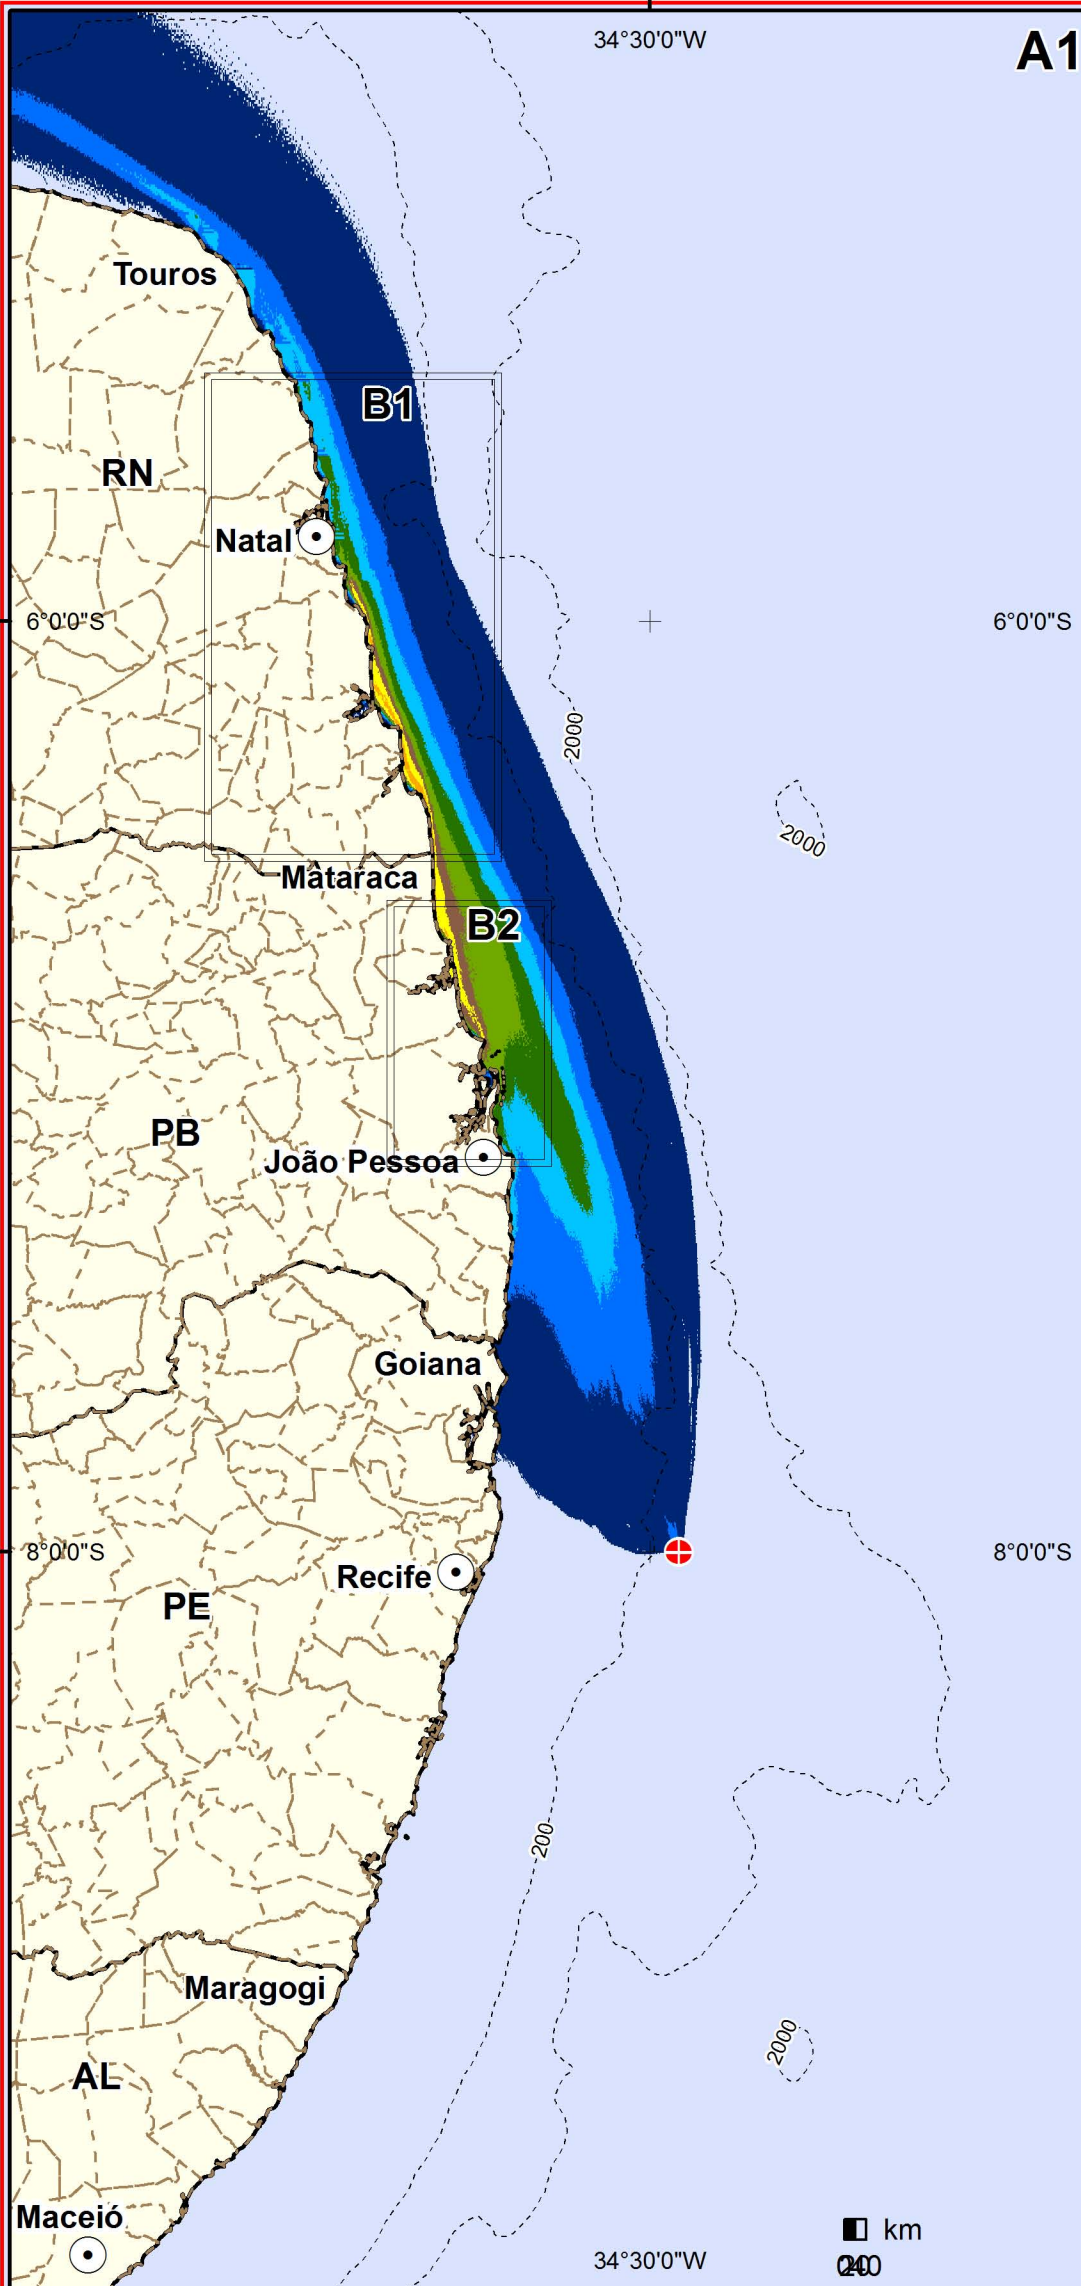 34°30'0"W
A1
Touros
B1
RN
Natal
6°0'0"S
6°0'0"S
2000
2000
Mataraca
B2
PB
João Pessoa
Goiana
8°0'0"S
8°0'0"S
Recife
PE
200
Maragogi
2000
AL
Maceió
km
34°30'0"W